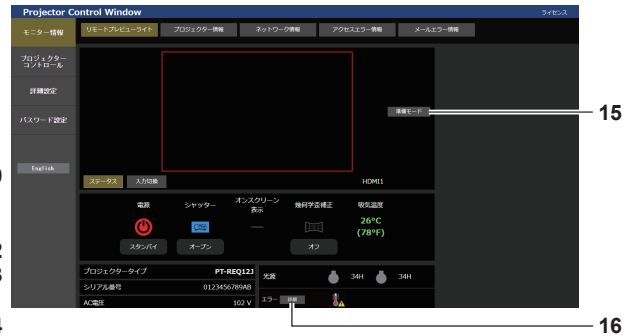 Projector Control Window
ライセンス
モニター情報
リモートプレビューライト
プロジェクター情報
ネットワーク情報
アクセスエラー情報
メールエラー情報
プロジェクター
コントロール
詳細設定
パスワード設定
English
準備モード
15
ステータス
入力切換
HDMI1
電源
シャッター
オンスクリーン
表示
幾何学歪補正
吸気温度
26°C
(78°F)
スタンバイ
オープン
オフ
プロジェクタータイプ
PT-REQ12J
シリアル番号
0123456789AB
AC電圧
102 V
光源
34H
34H
エラー
詳細
16